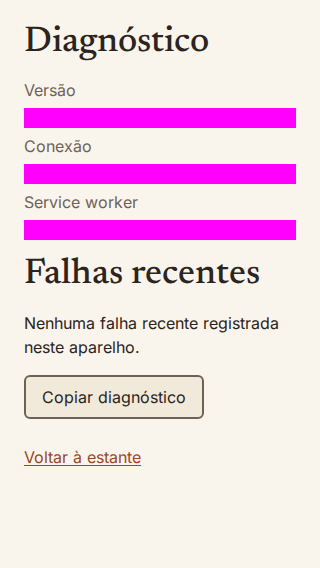 Diagnóstico
Versão
Conexão
Service worker
Falhas recentes
Nenhuma falha recente registrada
neste aparelho.
Copiar diagnóstico
Voltar à estante